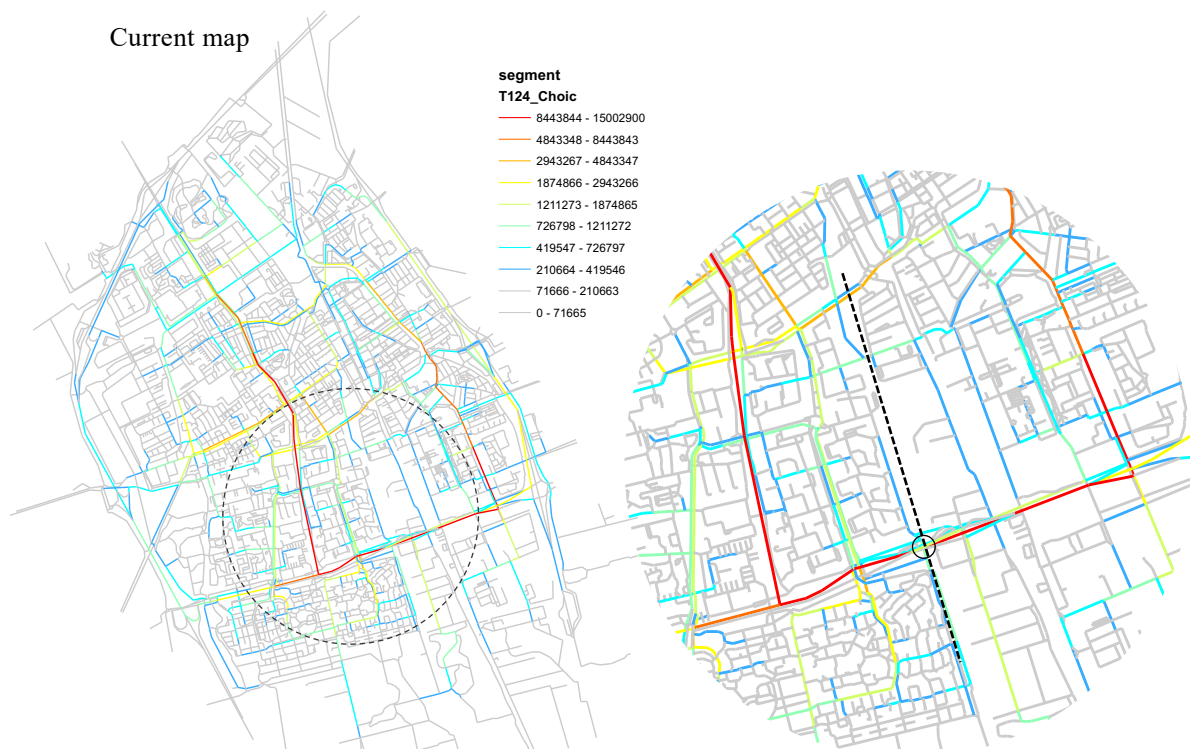 Current map
segment
T124_Choic
8443844 - 15002900
4843348 - 8443843
2943267 - 4843347
1874866 - 2943266
1211273 - 1874865
726798 - 1211272
419547 - 726797
210664 - 419546
71666 - 210663
0 - 71665